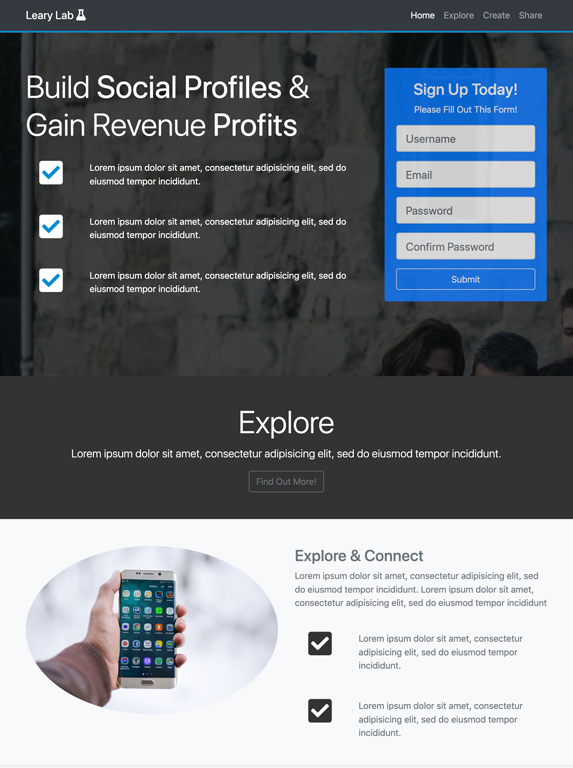 Leary Lab
Home Explore Create Share
Build Social Profiles &
Gain Revenue Profits
Lorem ipsum dolor sit amet, consectetur adipisicing elit, sed do
eiusmod tempor incididunt.
Lorem ipsum dolor sit amet, consectetur adipisicing elit, sed do
eiusmod tempor incididunt.
Lorem ipsum dolor sit amet, consectetur adipisicing elit, sed do
eiusmod tempor incididunt.
Sign Up Today!
Please Fill Out This Form!
Username
Email
Password
Confirm Password
Submit
Explore
Lorem ipsum dolor sit amet, consectetur adipisicing elit, sed do eiusmod tempor incididunt.
Find Out More!
Explore & Connect
Lorem ipsum dolor sit amet, consectetur adipisicing elit, sed do
eiusmod tempor incididunt. Lorem ipsum dolor sit amet,
consectetur adipisicing elit, sed do eiusmod tempor incididunt
Lorem ipsum dolor sit amet, consectetur
adipisicing elit, sed do eiusmod tempor
incididunt.
Lorem ipsum dolor sit amet, consectetur
adipisicing elit, sed do eiusmod tempor
incididunt.